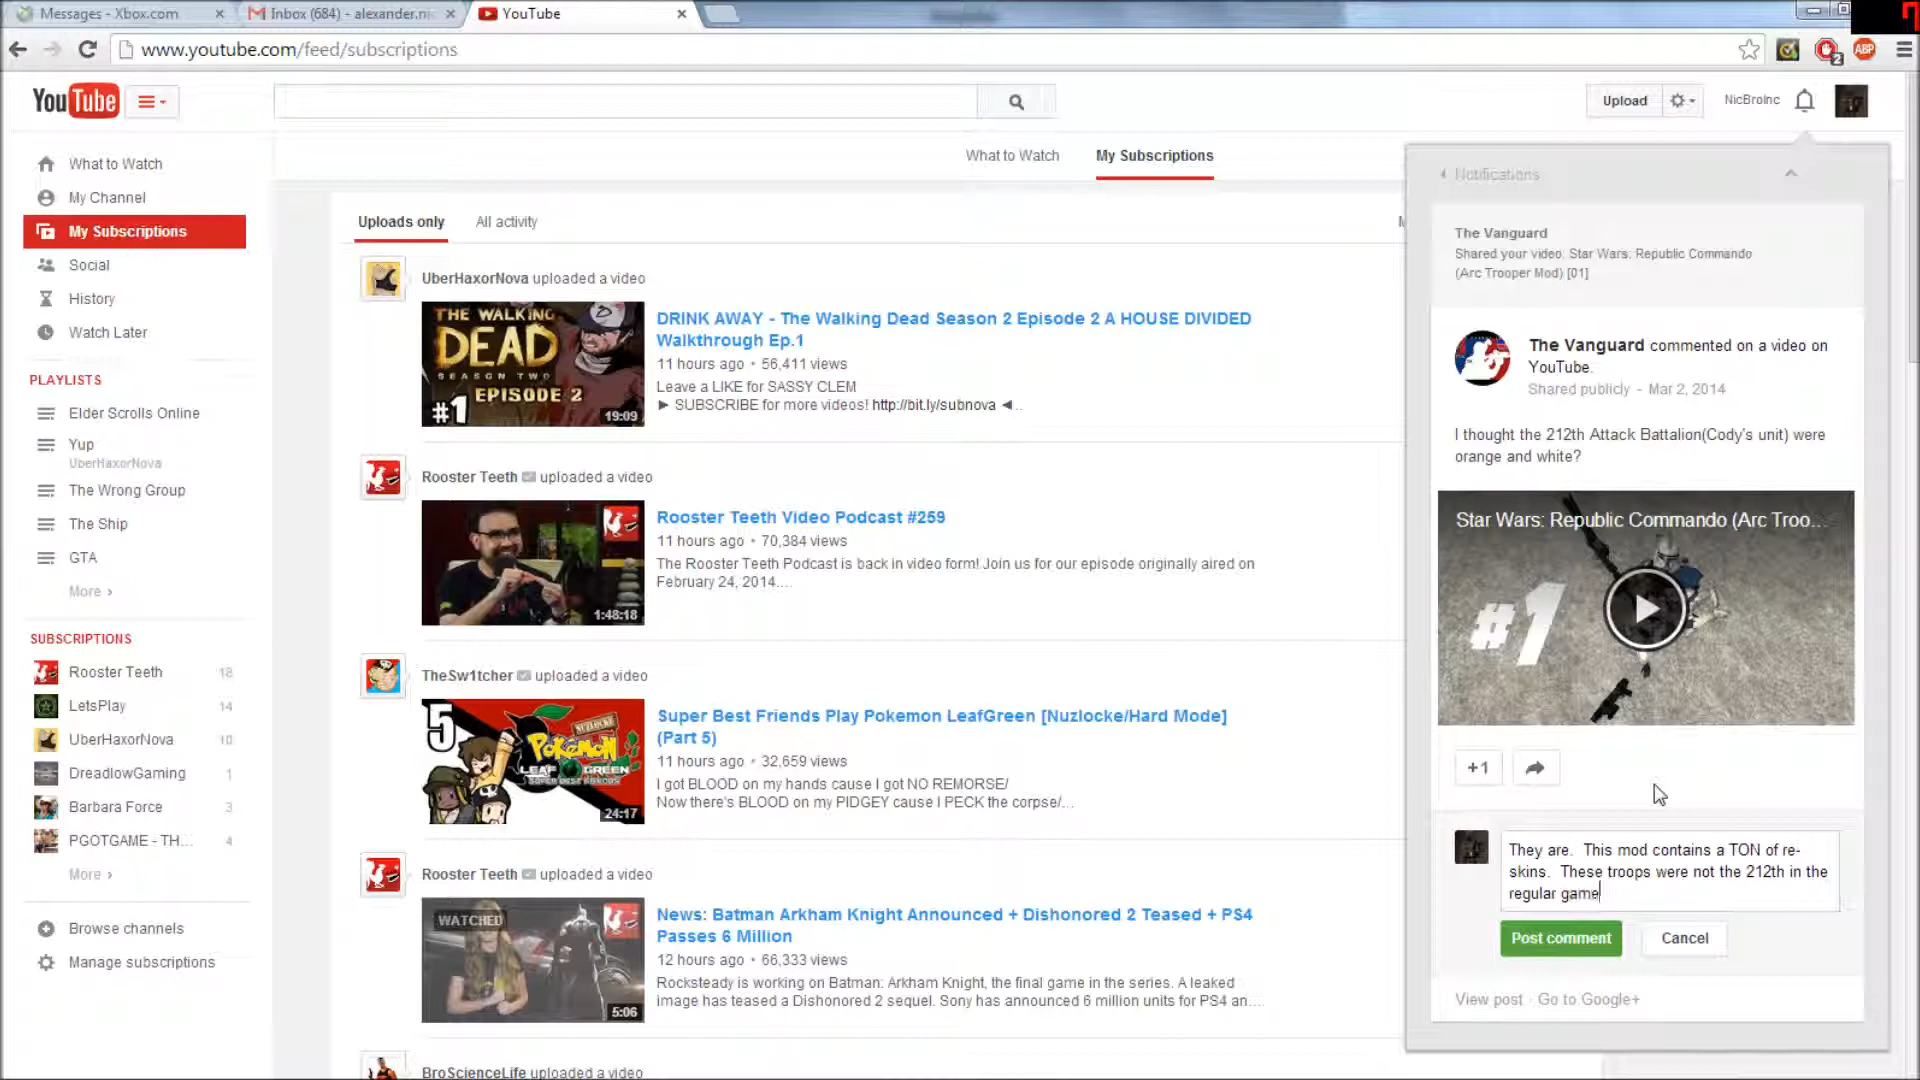 Messages - Xbox.com
Inbox (684) - alexander.nic
YouTube
www.youtube.com/feed/subscriptions
2
ABP
YouTube
Upload
NicBroInc
What to Watch
My Subscriptions
What to Watch
My Channel
My Subscriptions
Social
History
Watch Later
PLAYLISTS
Elder Scrolls Online
Yup
UberHaxorNova
The Wrong Group
The Ship
GTA
More ›
SUBSCRIPTIONS
Rooster Teeth 18
LetsPlay 14
UberHaxorNova 10
DreadlowGaming 1
Barbara Force 3
PGOTGAME - TH... 4
More ›
Browse channels
Manage subscriptions
Uploads only
All activity
UberHaxorNova uploaded a video
THE WALKING
DEAD
SEASON TWO
EPISODE 2
#1
19:09
DRINK AWAY - The Walking Dead Season 2 Episode 2 A HOUSE DIVIDED
Walkthrough Ep.1
11 hours ago • 56,411 views
Leave a LIKE for SASSY CLEM
► SUBSCRIBE for more videos! http://bit.ly/subnova ◄...
Rooster Teeth uploaded a video
1:48:18
Rooster Teeth Video Podcast #259
11 hours ago • 70,384 views
The Rooster Teeth Podcast is back in video form! Join us for our episode originally aired on
February 24, 2014....
TheSw1tcher uploaded a video
5
NUZLOCKE
POKéMON
LEAF GREEN
SUPER BEST FRIENDS
24:17
Super Best Friends Play Pokemon LeafGreen [Nuzlocke/Hard Mode]
(Part 5)
11 hours ago • 32,659 views
I got BLOOD on my hands cause I got NO REMORSE/
Now there's BLOOD on my PIDGEY cause I PECK the corpse/...
Rooster Teeth uploaded a video
WATCHED
5:06
News: Batman Arkham Knight Announced + Dishonored 2 Teased + PS4
Passes 6 Million
12 hours ago • 66,333 views
Rocksteady is working on Batman: Arkham Knight, the final game in the series. A leaked
image has teased a Dishonored 2 sequel. Sony has announced 6 million units for PS4 an....
BroScienceLife uploaded a video
Notifications
The Vanguard
Shared your video: Star Wars: Republic Commando
(Arc Trooper Mod) [01]
The Vanguard commented on a video on
YouTube.
Shared publicly - Mar 2, 2014
I thought the 212th Attack Battalion(Cody's unit) were
orange and white?
Star Wars: Republic Commando (Arc Troo...
#1
+1
They are. This mod contains a TON of re-
skins. These troops were not the 212th in the
regular game
Post comment
Cancel
View post · Go to Google+